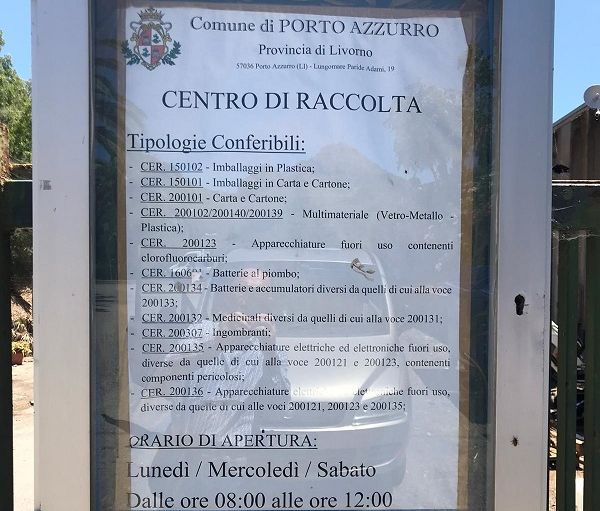 Comune di PORTO AZZURRO
Provincia di Livorno
57036 Porto Azzurro (LI) - Lungomare Paride Adami, 19
CENTRO DI RACCOLTA
Tipologie Conferibili:
- CER. 150102 - Imballaggi in Plastica;
- CER. 150101 - Imballaggi in Carta e Cartone;
- CER. 200101 - Carta e Cartone;
- CER. 200102/200140/200139 - Multimateriale (Vetro-Metallo -
Plastica);
- CER. 200123 - Apparecchiature fuori uso contenenti
clorofluorocarburi;
- CER. 160601 - Batterie al piombo;
- CER. 200134 - Batterie e accumulatori diversi da quelli di cui alla voce
200133;
- CER. 200132 - Medicinali diversi da quelli di cui alla voce 200131;
- CER. 200307 - Ingombranti;
- CER. 200135 - Apparecchiature elettriche ed elettroniche fuori uso,
diverse da quelle di cui alla voce 200121 e 200123, contenenti
componenti pericolosi;
- CER. 200136 - Apparecchiature elettriche ed elettroniche fuori uso,
diverse da quelle di cui alle voci 200121, 200123 e 200135;
ORARIO DI APERTURA:
Lunedì / Mercoledì / Sabato
Dalle ore 08:00 alle ore 12:00